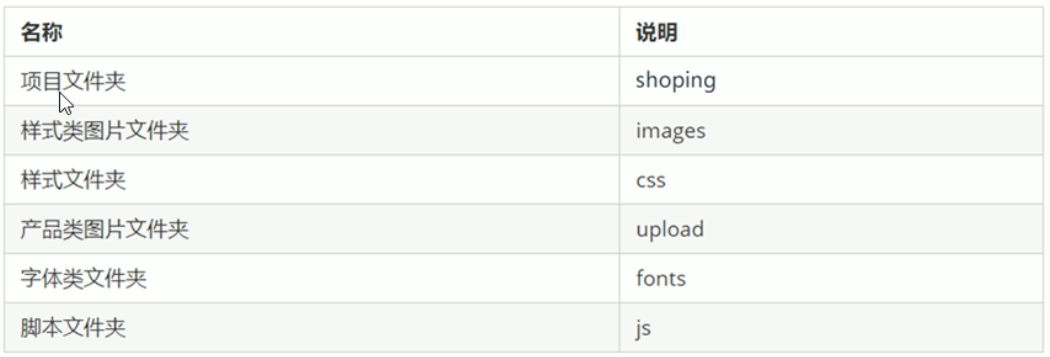 名称 说明
项目文件夹 shoping
样式类图片文件夹 images
样式文件夹 css
产品类图片文件夹 upload
字体类文件夹 fonts
脚本文件夹 js